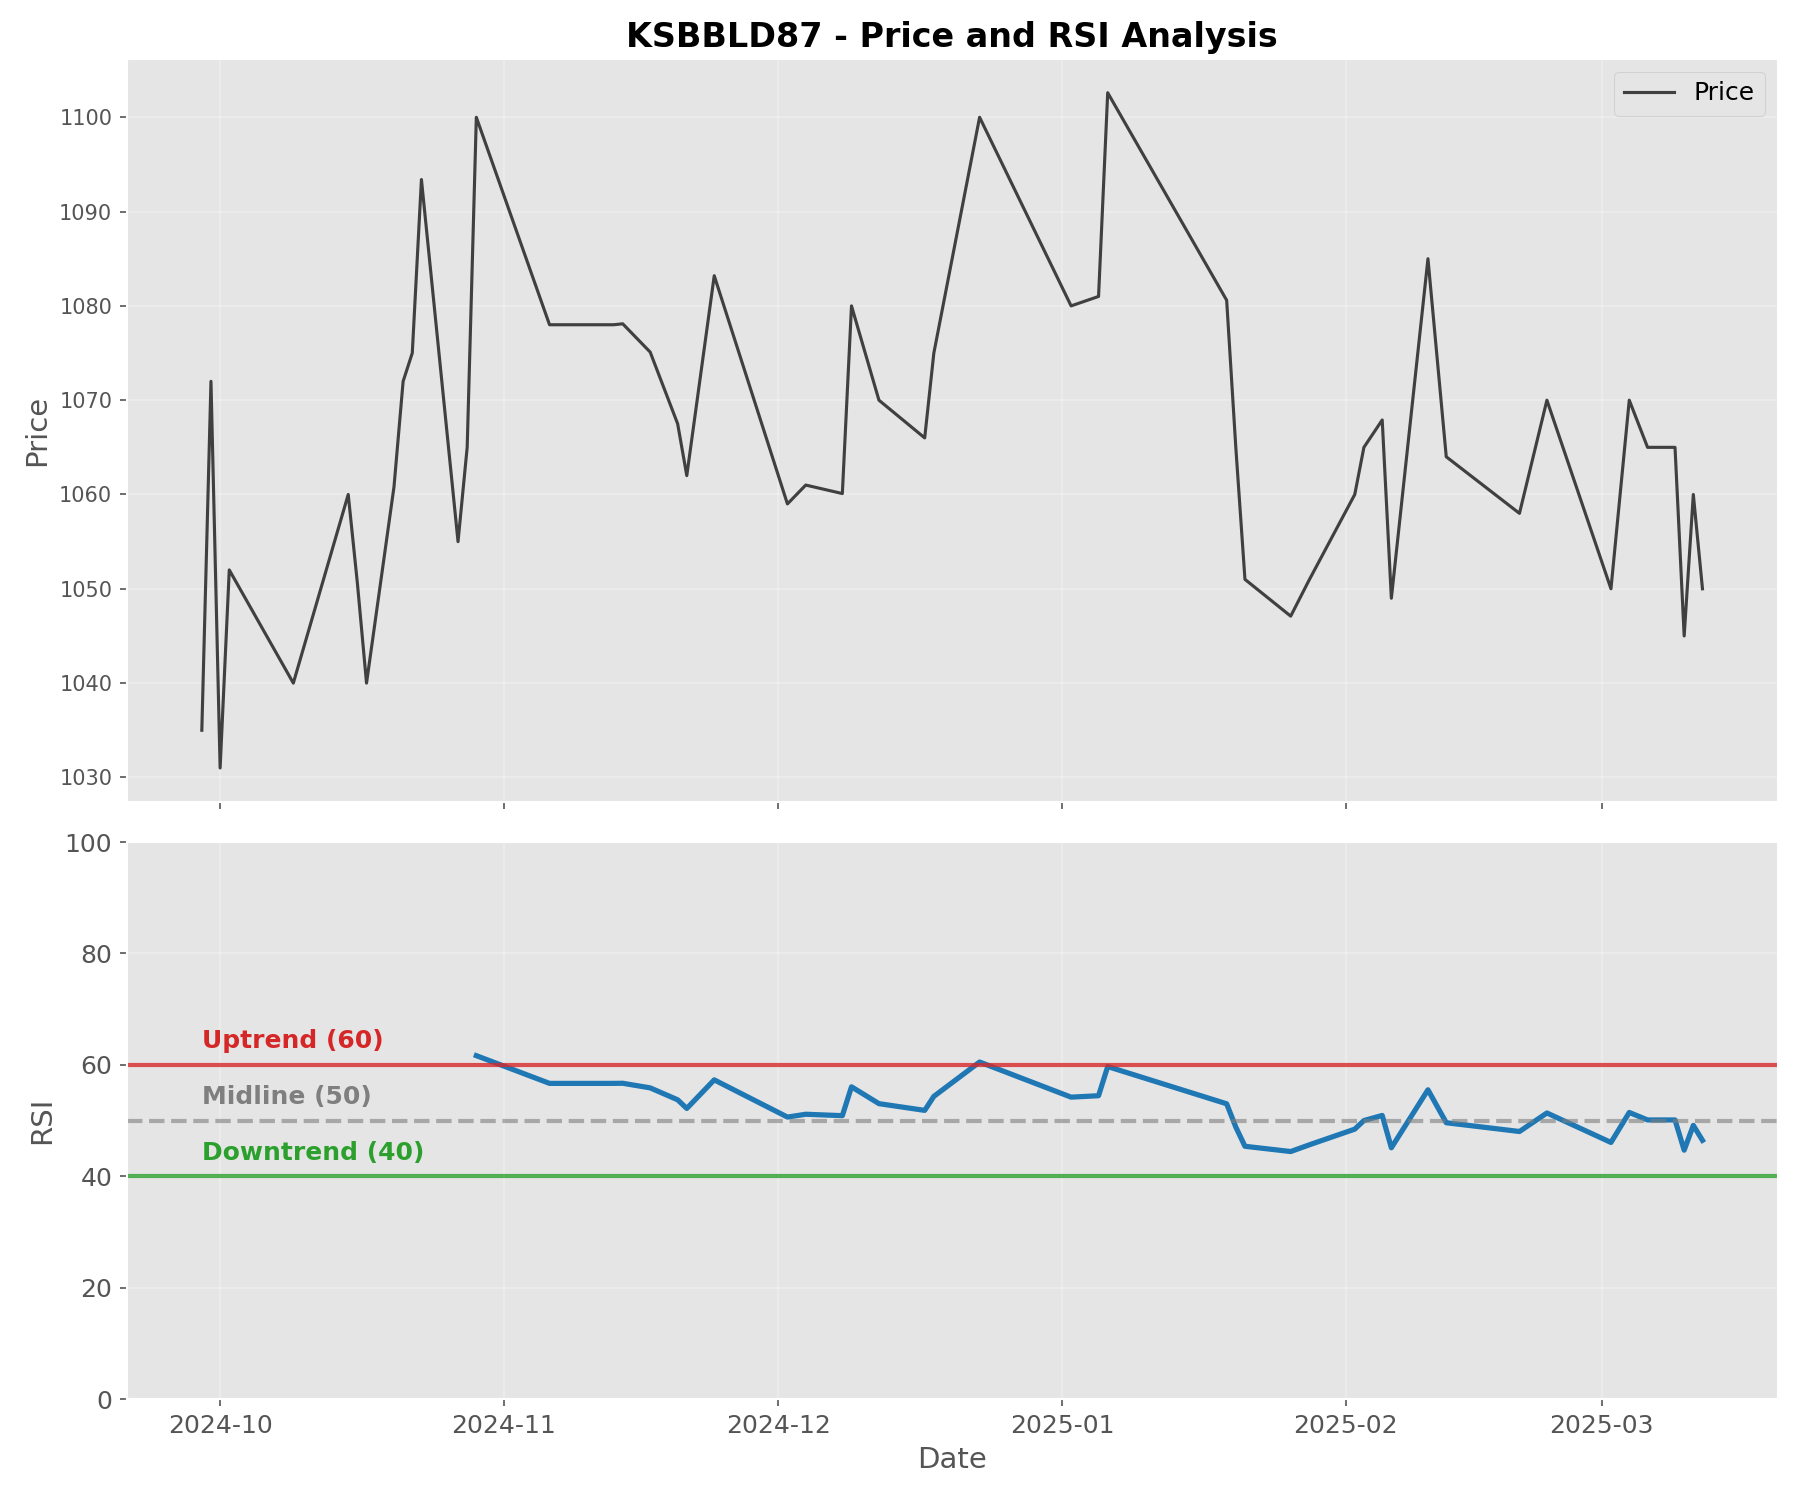 KSBBLD87 - Price and RSI Analysis
Price
1100
1090
1080
1070
1060
1050
1040
1030
Price
100
80
60
40
20
0
RSI
Uptrend (60)
Midline (50)
Downtrend (40)
2024-10
2024-11
2024-12
2025-01
2025-02
2025-03
Date